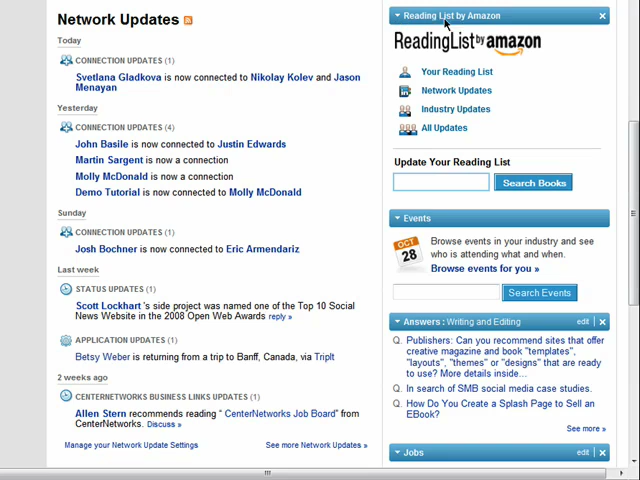 Network Updates
Today
CONNECTION UPDATES (1)
Svetlana Gladkova is now connected to Nikolay Kolev and Jason
Menayan
Yesterday
CONNECTION UPDATES (4)
John Basile is now connected to Justin Edwards
Martin Sargent is now a connection
Molly McDonald is now a connection
Demo Tutorial is now connected to Molly McDonald
Sunday
CONNECTION UPDATES (1)
Josh Bochner is now connected to Eric Armendariz
Last week
STATUS UPDATES (1)
Scott Lockhart 's side project was named one of the Top 10 Social
News Website in the 2008 Open Web Awards reply »
APPLICATION UPDATES (1)
Betsy Weber is returning from a trip to Banff, Canada, via TripIt
2 weeks ago
CENTERNETWORKS BUSINESS LINKS UPDATES (1)
Allen Stern recommends reading " CenterNetworks Job Board" from
CenterNetworks. Discuss »
Manage your Network Update Settings
See more Network Updates »
Reading List by Amazon
ReadingList by amazon
Your Reading List
Network Updates
Industry Updates
All Updates
Update Your Reading List
Search Books
Events
OCT
28
Browse events in your industry and see
who is attending what and when.
Browse events for you »
Search Events
Answers: Writing and Editing edit
Q. Publishers: Can you recommend sites that offer
creative magazine and book "templates",
"layouts", "themes" or "designs" that are ready
to use? More details inside...
Q. In search of SMB social media case studies.
Q. How Do You Create a Splash Page to Sell an
EBook?
See more »
Jobs edit